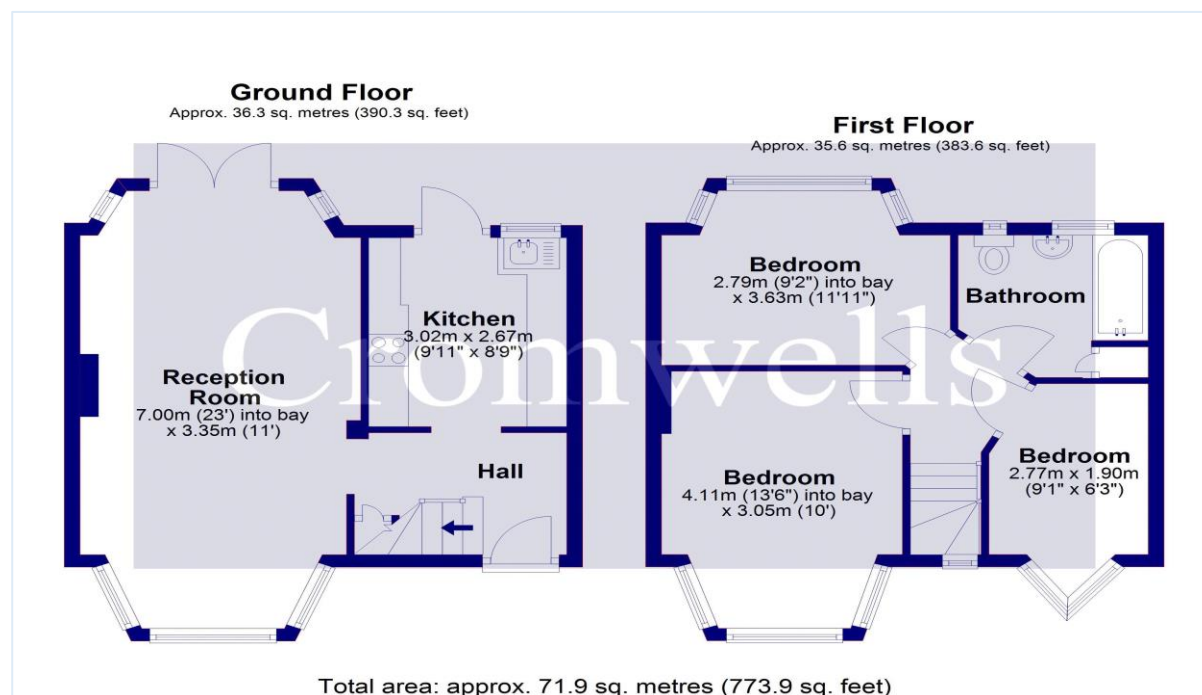 Ground Floor
Approx. 36.3 sq. metres (390.3 sq. feet)
First Floor
Approx. 35.6 sq. metres (383.6 sq. feet)
Kitchen
3.02m x 2.67m
(9'11" x 8'9")
Reception
Room
7.00m (23') into bay
x 3.35m (11')
Hall
Bedroom
2.79m (9'2") into bay
x 3.63m (11'11")
Bathroom
Bedroom
4.11m (13'6") into bay
x 3.05m (10')
Bedroom
2.77m x 1.90m
(9'1" x 6'3")
Cromwells
Total area: approx. 71.9 sq. metres (773.9 sq. feet)